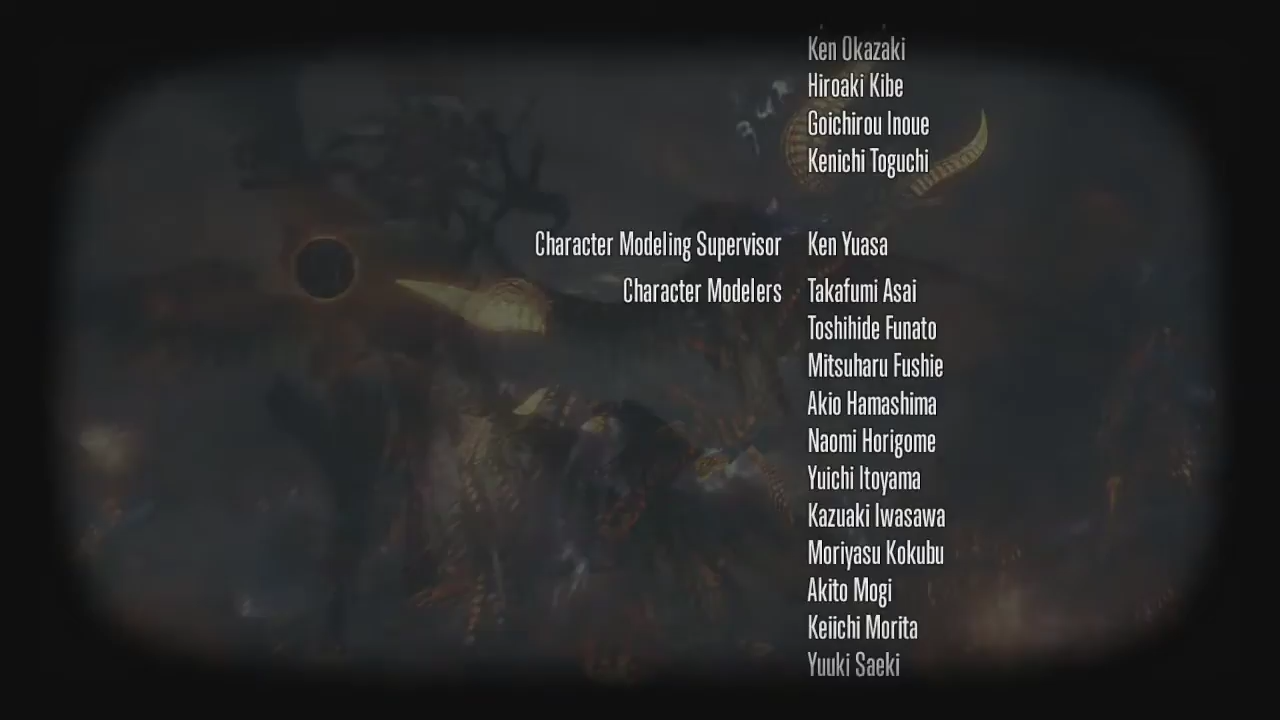 Ken Okazaki
Hiroaki Kibe
Goichirou Inoue
Kenichi Toguchi
Character Modeling Supervisor Ken Yuasa
Character Modelers Takafumi Asai
Toshihide Funato
Mitsuharu Fushie
Akio Hamashima
Naomi Horigome
Yuichi Itoyama
Kazuaki Iwasawa
Moriyasu Kokubu
Akito Mogi
Keiichi Morita
Yuuki Saeki